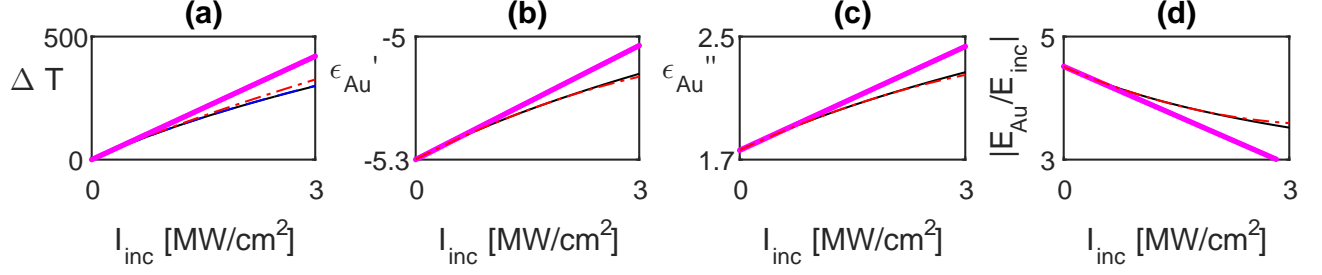 (a) (b) (c) (d)
500 -5 2.5 5
Δ T ϵ_Au' ϵ_Au'' |E_Au/E_inc|
0 -5.3 1.7 3
0 3 0 3 0 3 0 3
I_inc [MW/cm^2] I_inc [MW/cm^2] I_inc [MW/cm^2] I_inc [MW/cm^2]